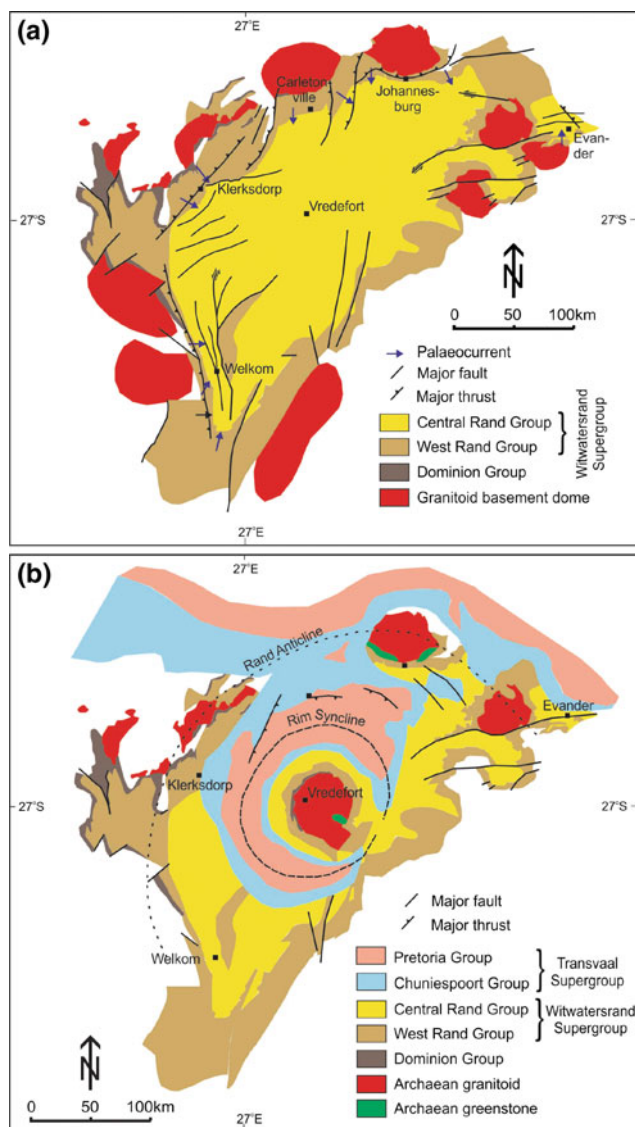 (a)
27°E
Carleton
ville
Johannes-
burg
Evan-
der
Klerksdorp
Vredefort
27°S
27°S
N
0 50 100km
Welkom
Palaeocurrent
Major fault
Major thrust
Central Rand Group
West Rand Group
Witwatersrand
Supergroup
Dominion Group
Granitoid basement dome
27°E
(b)
27°E
Rand Anticline
Rim Syncline
Evander
Klerksdorp
Vredefort
27°S
27°S
Major fault
Major thrust
Welkom
Pretoria Group
Chuniespoort Group
Transvaal
Supergroup
Central Rand Group
West Rand Group
Witwatersrand
Supergroup
Dominion Group
Archaean granitoid
Archaean greenstone
N
0 50 100km
27°E